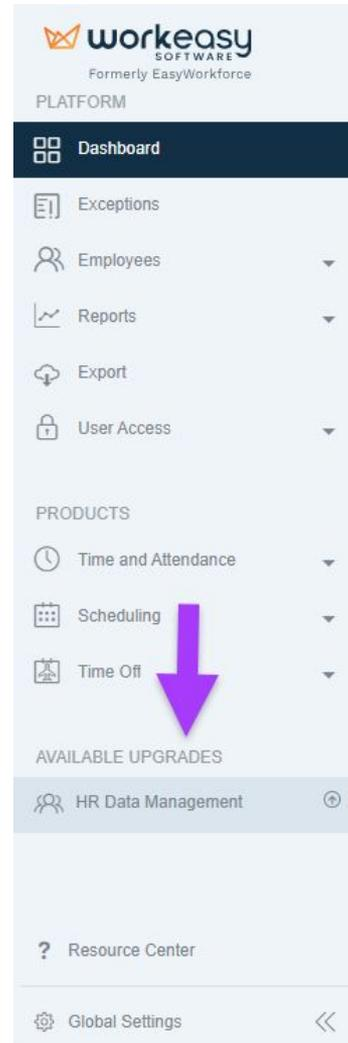 workeasy
SOFTWARE
Formerly EasyWorkforce
PLATFORM
Dashboard
Exceptions
Employees
Reports
Export
User Access
PRODUCTS
Time and Attendance
Scheduling
Time Off
AVAILABLE UPGRADES
HR Data Management
? Resource Center
Global Settings